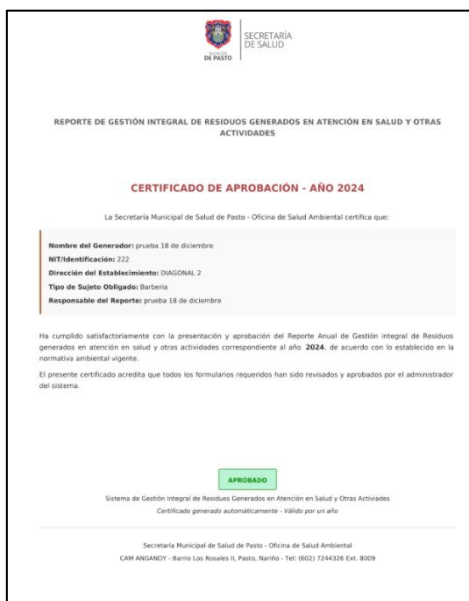 SECRETARÍA
DE SALUD
DE PASTO
REPORTE DE GESTIÓN INTEGRAL DE RESIDUOS GENERADOS EN ATENCIÓN EN SALUD Y OTRAS
ACTIVIDADES
CERTIFICADO DE APROBACIÓN - AÑO 2024
La Secretaría Municipal de Salud de Pasto - Oficina de Salud Ambiental certifica que:
Nombre del Generador: prueba 18 de diciembre
NIT/Identificación: 222
Dirección del Establecimiento: DIAGONAL 2
Tipo de Sujeto Obligado: Barberia
Responsable del Reporte: prueba 18 de diciembre
Ha cumplido satisfactoriamente con la presentación y aprobación del Reporte Anual de Gestión integral de Residuos
generados en atención en salud y otras actividades correspondiente al año 2024, de acuerdo con lo establecido en la
normativa ambiental vigente.
El presente certificado acredita que todos los formularios requeridos han sido revisados y aprobados por el administrador
del sistema.
APROBADO
Sistema de Gestión Integral de Residuos Generados en Atención en Salud y Otras Activiades
Certificado generado automáticamente - Válido por un año
Secretaría Municipal de Salud de Pasto - Oficina de Salud Ambiental
CAM ANGANOY - Barrio Los Rosales II, Pasto, Nariño - Tel: (602) 7244326 Ext. 8009